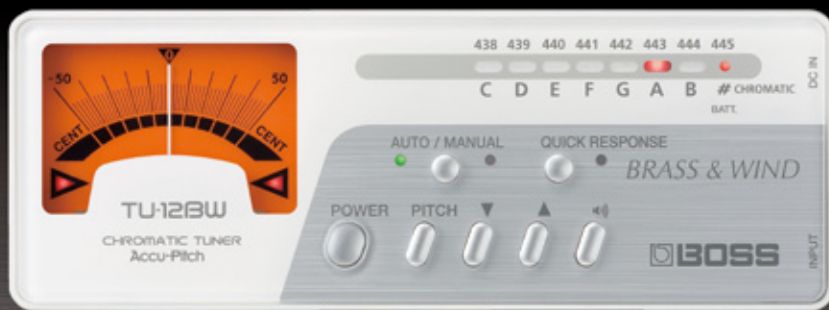 438 439 440 441 442 443 444 445
C D E F G A B # CHROMATIC
BATT.
DC IN
-50 0 50
CENT CENT
AUTO / MANUAL QUICK RESPONSE
BRASS & WIND
TU-12BW
CHROMATIC TUNER
Accu-Pitch
POWER PITCH ▼ ▲
BOSS
INPUT